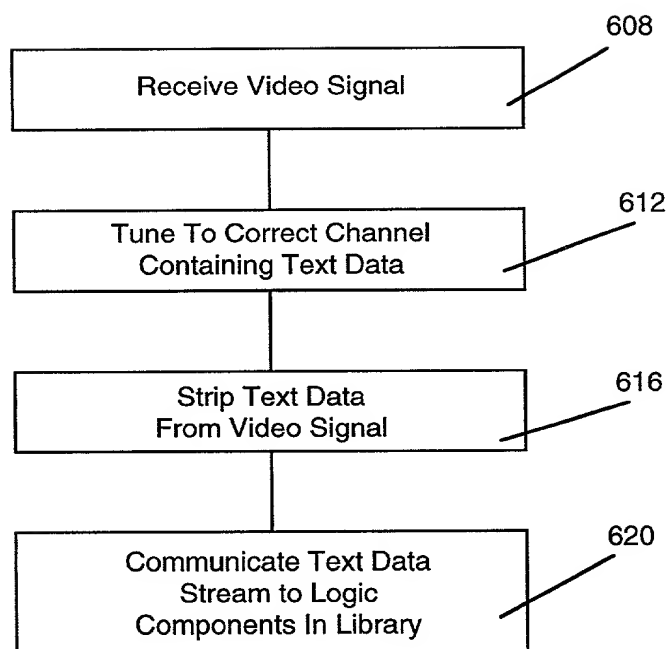 608
Receive Video Signal
612
Tune To Correct Channel
Containing Text Data
616
Strip Text Data
From Video Signal
620
Communicate Text Data
Stream to Logic
Components In Library